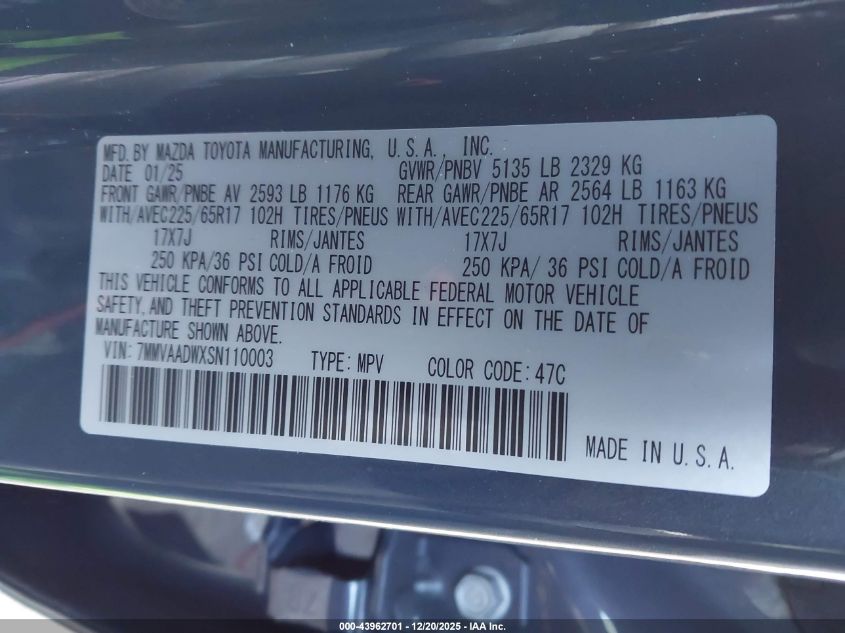 MFD. BY MAZDA TOYOTA MANUFACTURING, U.S.A., INC.
DATE 01/25 GVWR/PNBV 5135 LB 2329 KG
FRONT GAWR/PNBE AV 2593 LB 1176 KG REAR GAWR/PNBE AR 2564 LB 1163 KG
WITH/AVEC225/65R17 102H TIRES/PNEUS WITH/AVEC225/65R17 102H TIRES/PNEUS
17X7J RIMS/JANTES 17X7J RIMS/JANTES
250 KPA/36 PSI COLD/A FROID 250 KPA/ 36 PSI COLD/A FROID
THIS VEHICLE CONFORMS TO ALL APPLICABLE FEDERAL MOTOR VEHICLE
SAFETY, AND THEFT PREVENTION STANDARDS IN EFFECT ON THE DATE OF
MANUFACTURE SHOWN ABOVE.
VIN: 7MMVAADWXSN110003 TYPE: MPV COLOR CODE: 47C
MADE IN U.S.A.
000-43962701 - 12/20/2025 - IAA Inc.